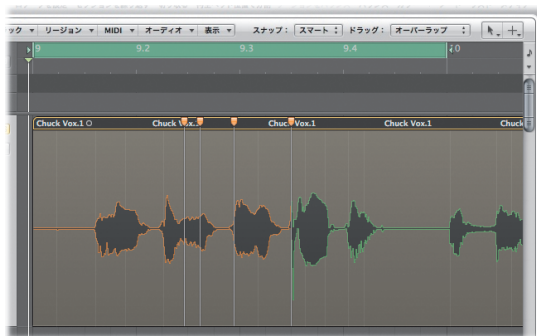 ック リージョン MIDI オーディオ 表示 スナップ： スマート ドラッグ： オーバーラップ
9 9.2 9.3 9.4 10
Chuck Vox.1 Chuck Vox.1 Chuck Vox.1 Chuck Vox.1 Chuck